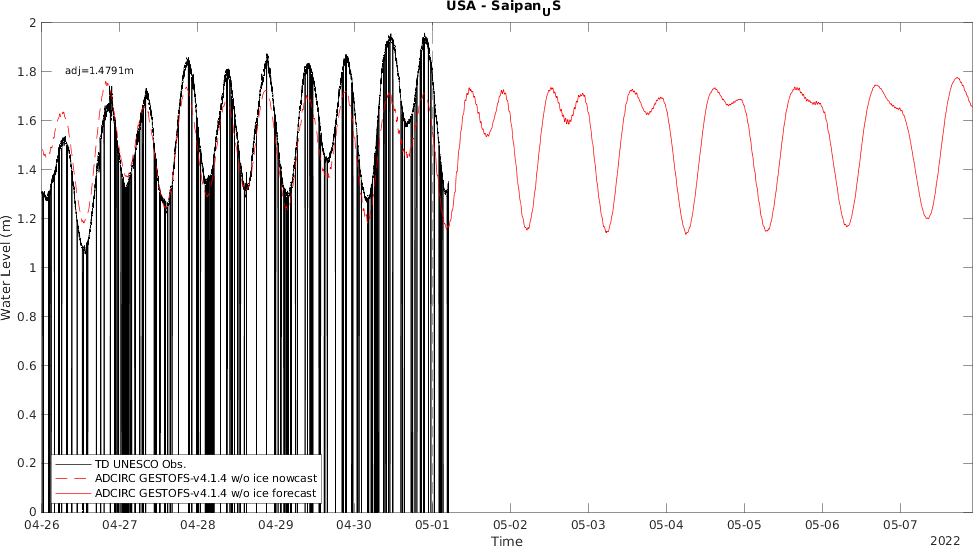 USA - Saipan_US
2
1.8
1.6
1.4
1.2
1
0.8
0.6
0.4
0.2
0
Water Level (m)
adj=1.4791m
TD UNESCO Obs.
ADCIRC GESTOFS-v4.1.4 w/o ice nowcast
ADCIRC GESTOFS-v4.1.4 w/o ice forecast
04-26 04-27 04-28 04-29 04-30 05-01 05-02 05-03 05-04 05-05 05-06 05-07
Time
2022